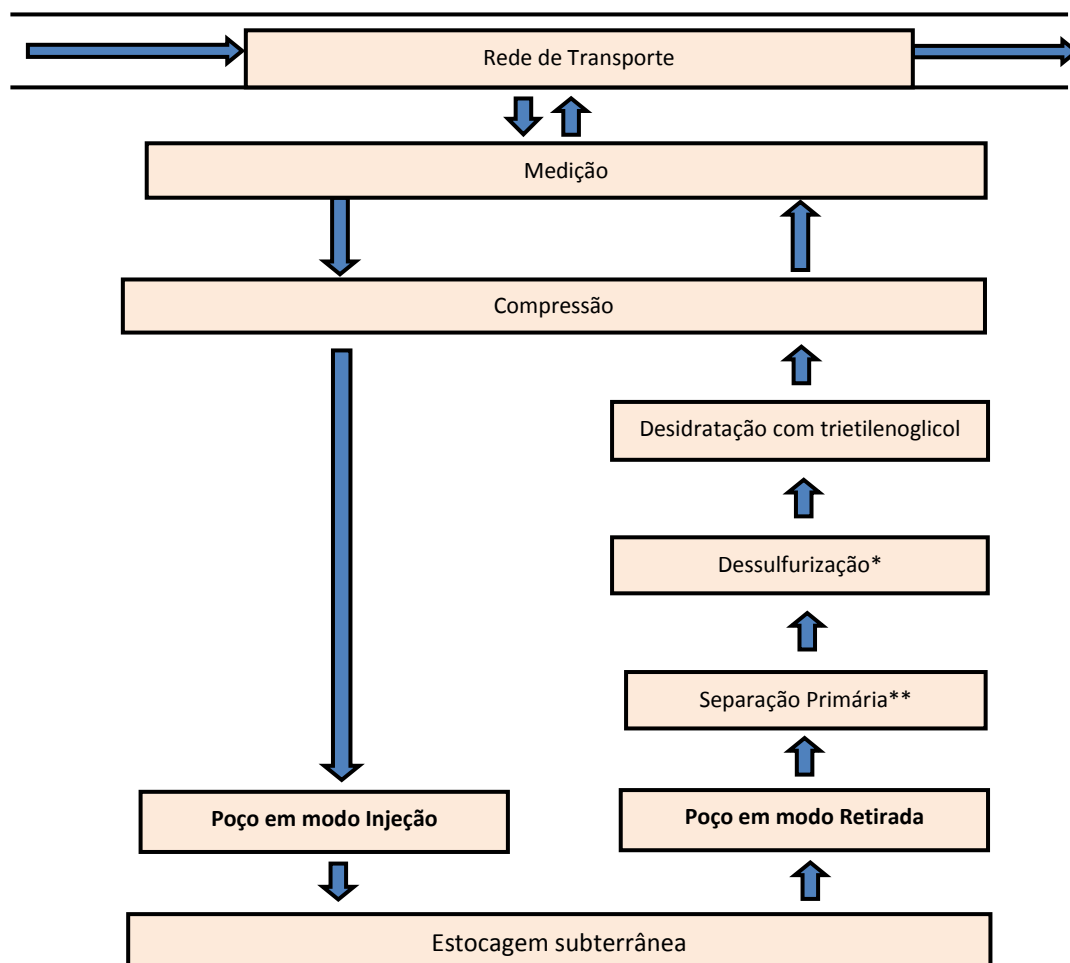 Rede de Transporte
Medição
Compressão
Desidratação com trietilenoglicol
Dessulfurização*
Separação Primária**
Poço em modo Injeção
Poço em modo Retirada
Estocagem subterrânea